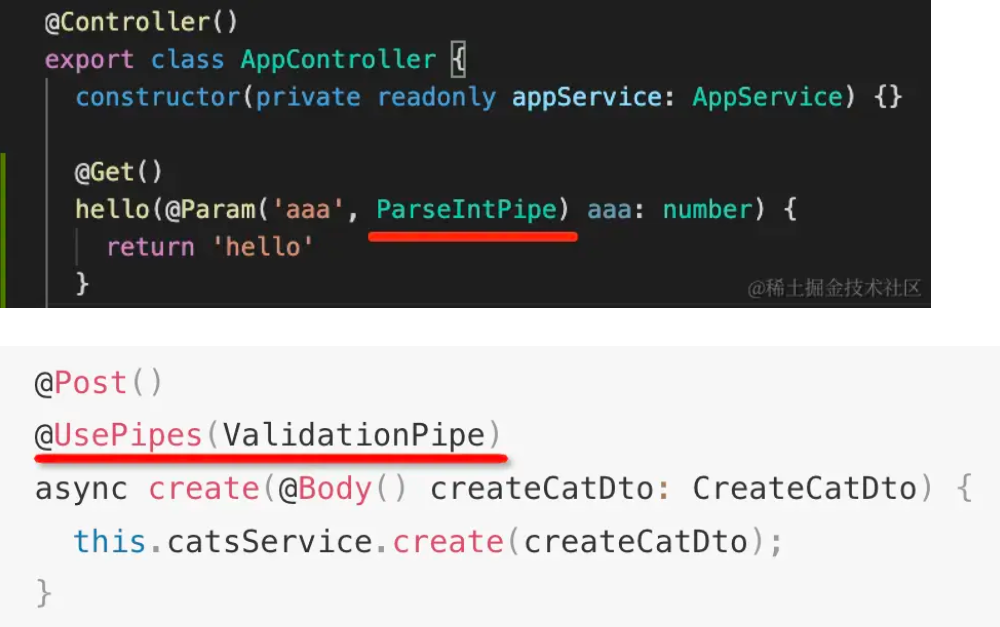 @Controller()
export class AppController {
constructor(private readonly appService: AppService) {}
@Get()
hello(@Param('aaa', ParseIntPipe) aaa: number) {
return 'hello'
}
@稀土掘金技术社区
@Post()
@UsePipes(ValidationPipe)
async create(@Body() createCatDto: CreateCatDto) {
this.catsService.create(createCatDto);
}